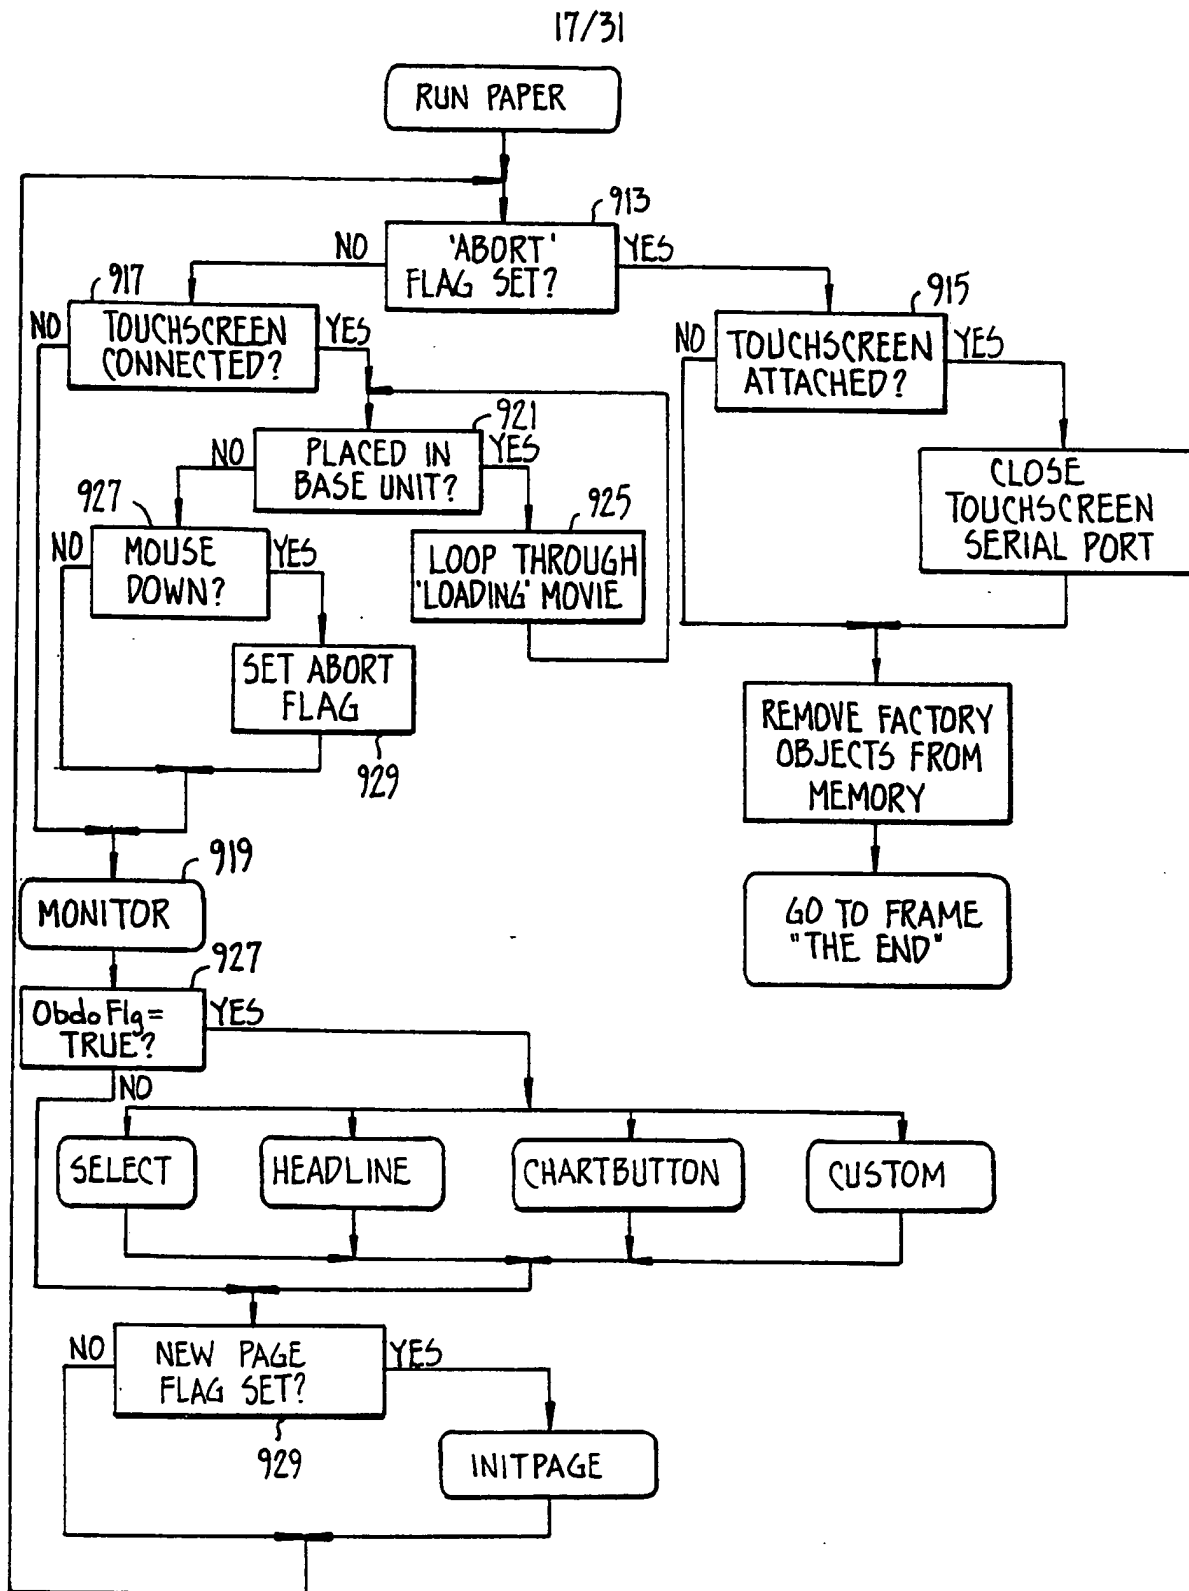 17/31
RUN PAPER
913
'ABORT'
FLAG SET?
NO
YES
917
TOUCHSCREEN
CONNECTED?
NO
YES
915
TOUCHSCREEN
ATTACHED?
NO
YES
921
PLACED IN
BASE UNIT?
NO
YES
CLOSE
TOUCHSCREEN
SERIAL PORT
927
MOUSE
DOWN?
NO
YES
925
LOOP THROUGH
'LOADING' MOVIE
SET ABORT
FLAG
929
REMOVE FACTORY
OBJECTS FROM
MEMORY
919
MONITOR
GO TO FRAME
"THE END"
927
ObdoFlg=
TRUE?
YES
NO
SELECT
HEADLINE
CHARTBUTTON
CUSTOM
NEW PAGE
FLAG SET?
NO
YES
929
INITPAGE